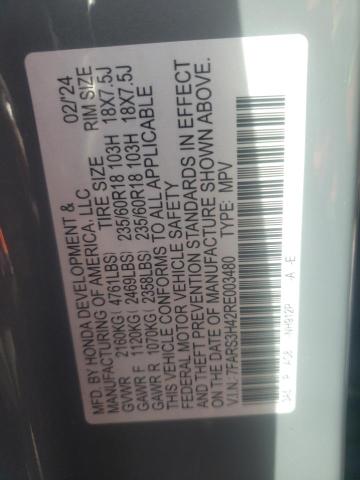 MFD. BY HONDA DEVELOPMENT & 02/'24
MANUFACTURING OF AMERICA, LLC
TIRE SIZE RIM SIZE
GVWR 2160KG ( 4761LBS)
GAWR F 1120KG ( 2469LBS) 235/60R18 103H 18X7.5J
GAWR R 1070KG ( 2358LBS) 235/60R18 103H 18X7.5J
THIS VEHICLE CONFORMS TO ALL APPLICABLE
FEDERAL MOTOR VEHICLE SAFETY
AND THEFT PREVENTION STANDARDS IN EFFECT
ON THE DATE OF MANUFACTURE SHOWN ABOVE.
V.I.N.: 7FARS3H42RE003480 TYPE: MPV